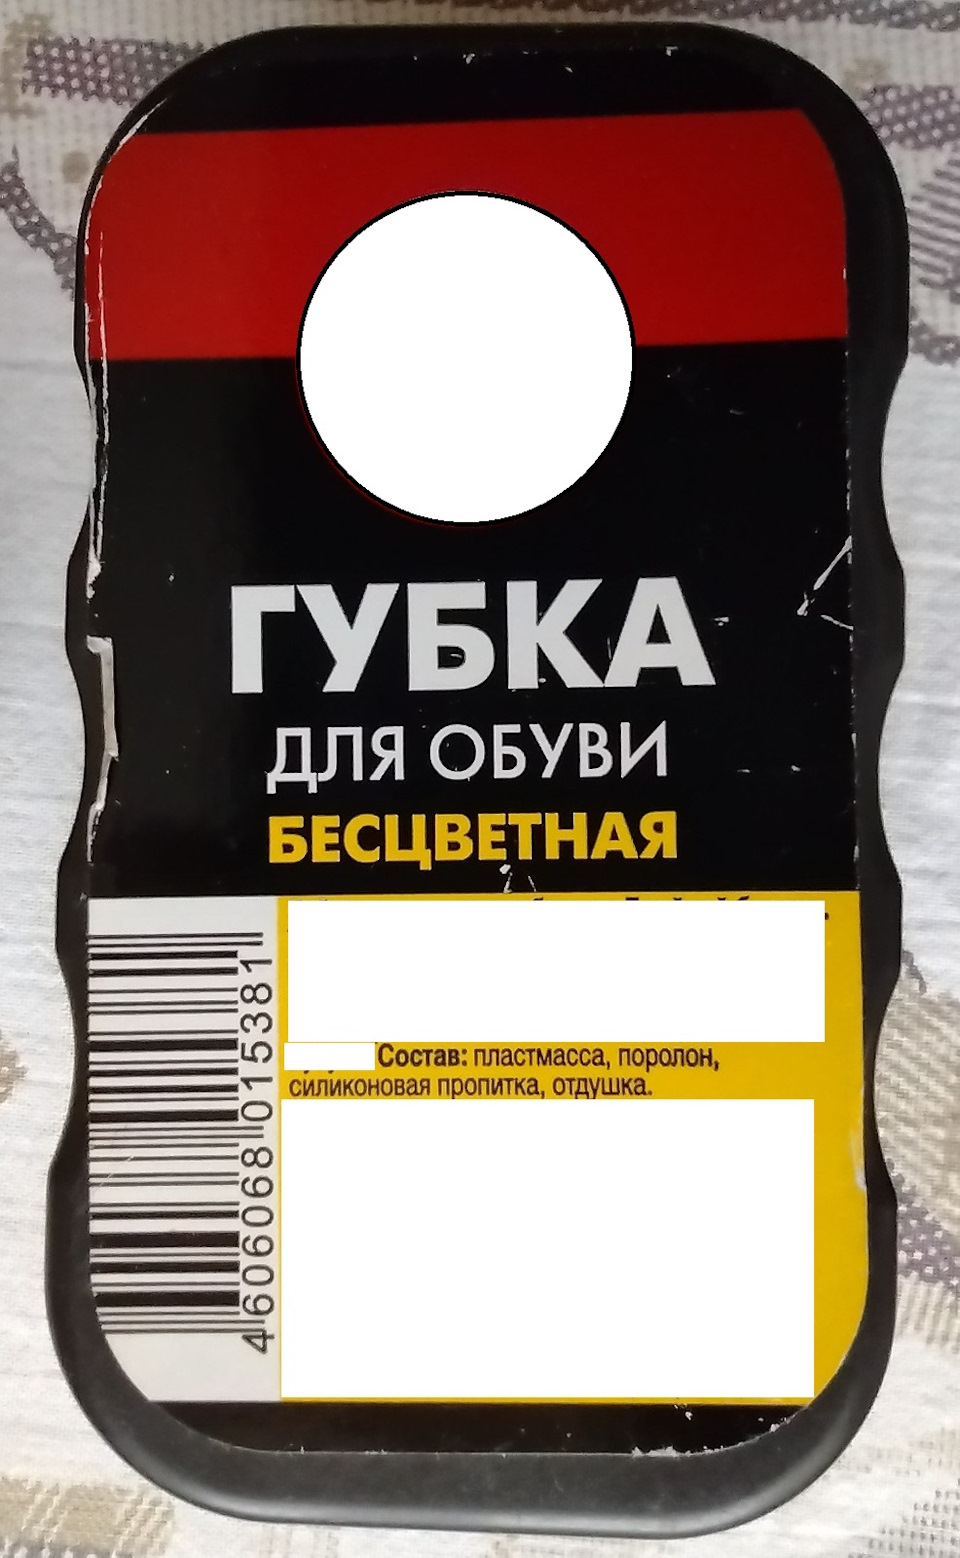 ГУБКА
ДЛЯ ОБУВИ
БЕСЦВЕТНАЯ
Состав: пластмасса, поролон,
силиконовая пропитка, отдушка.
4606068015381